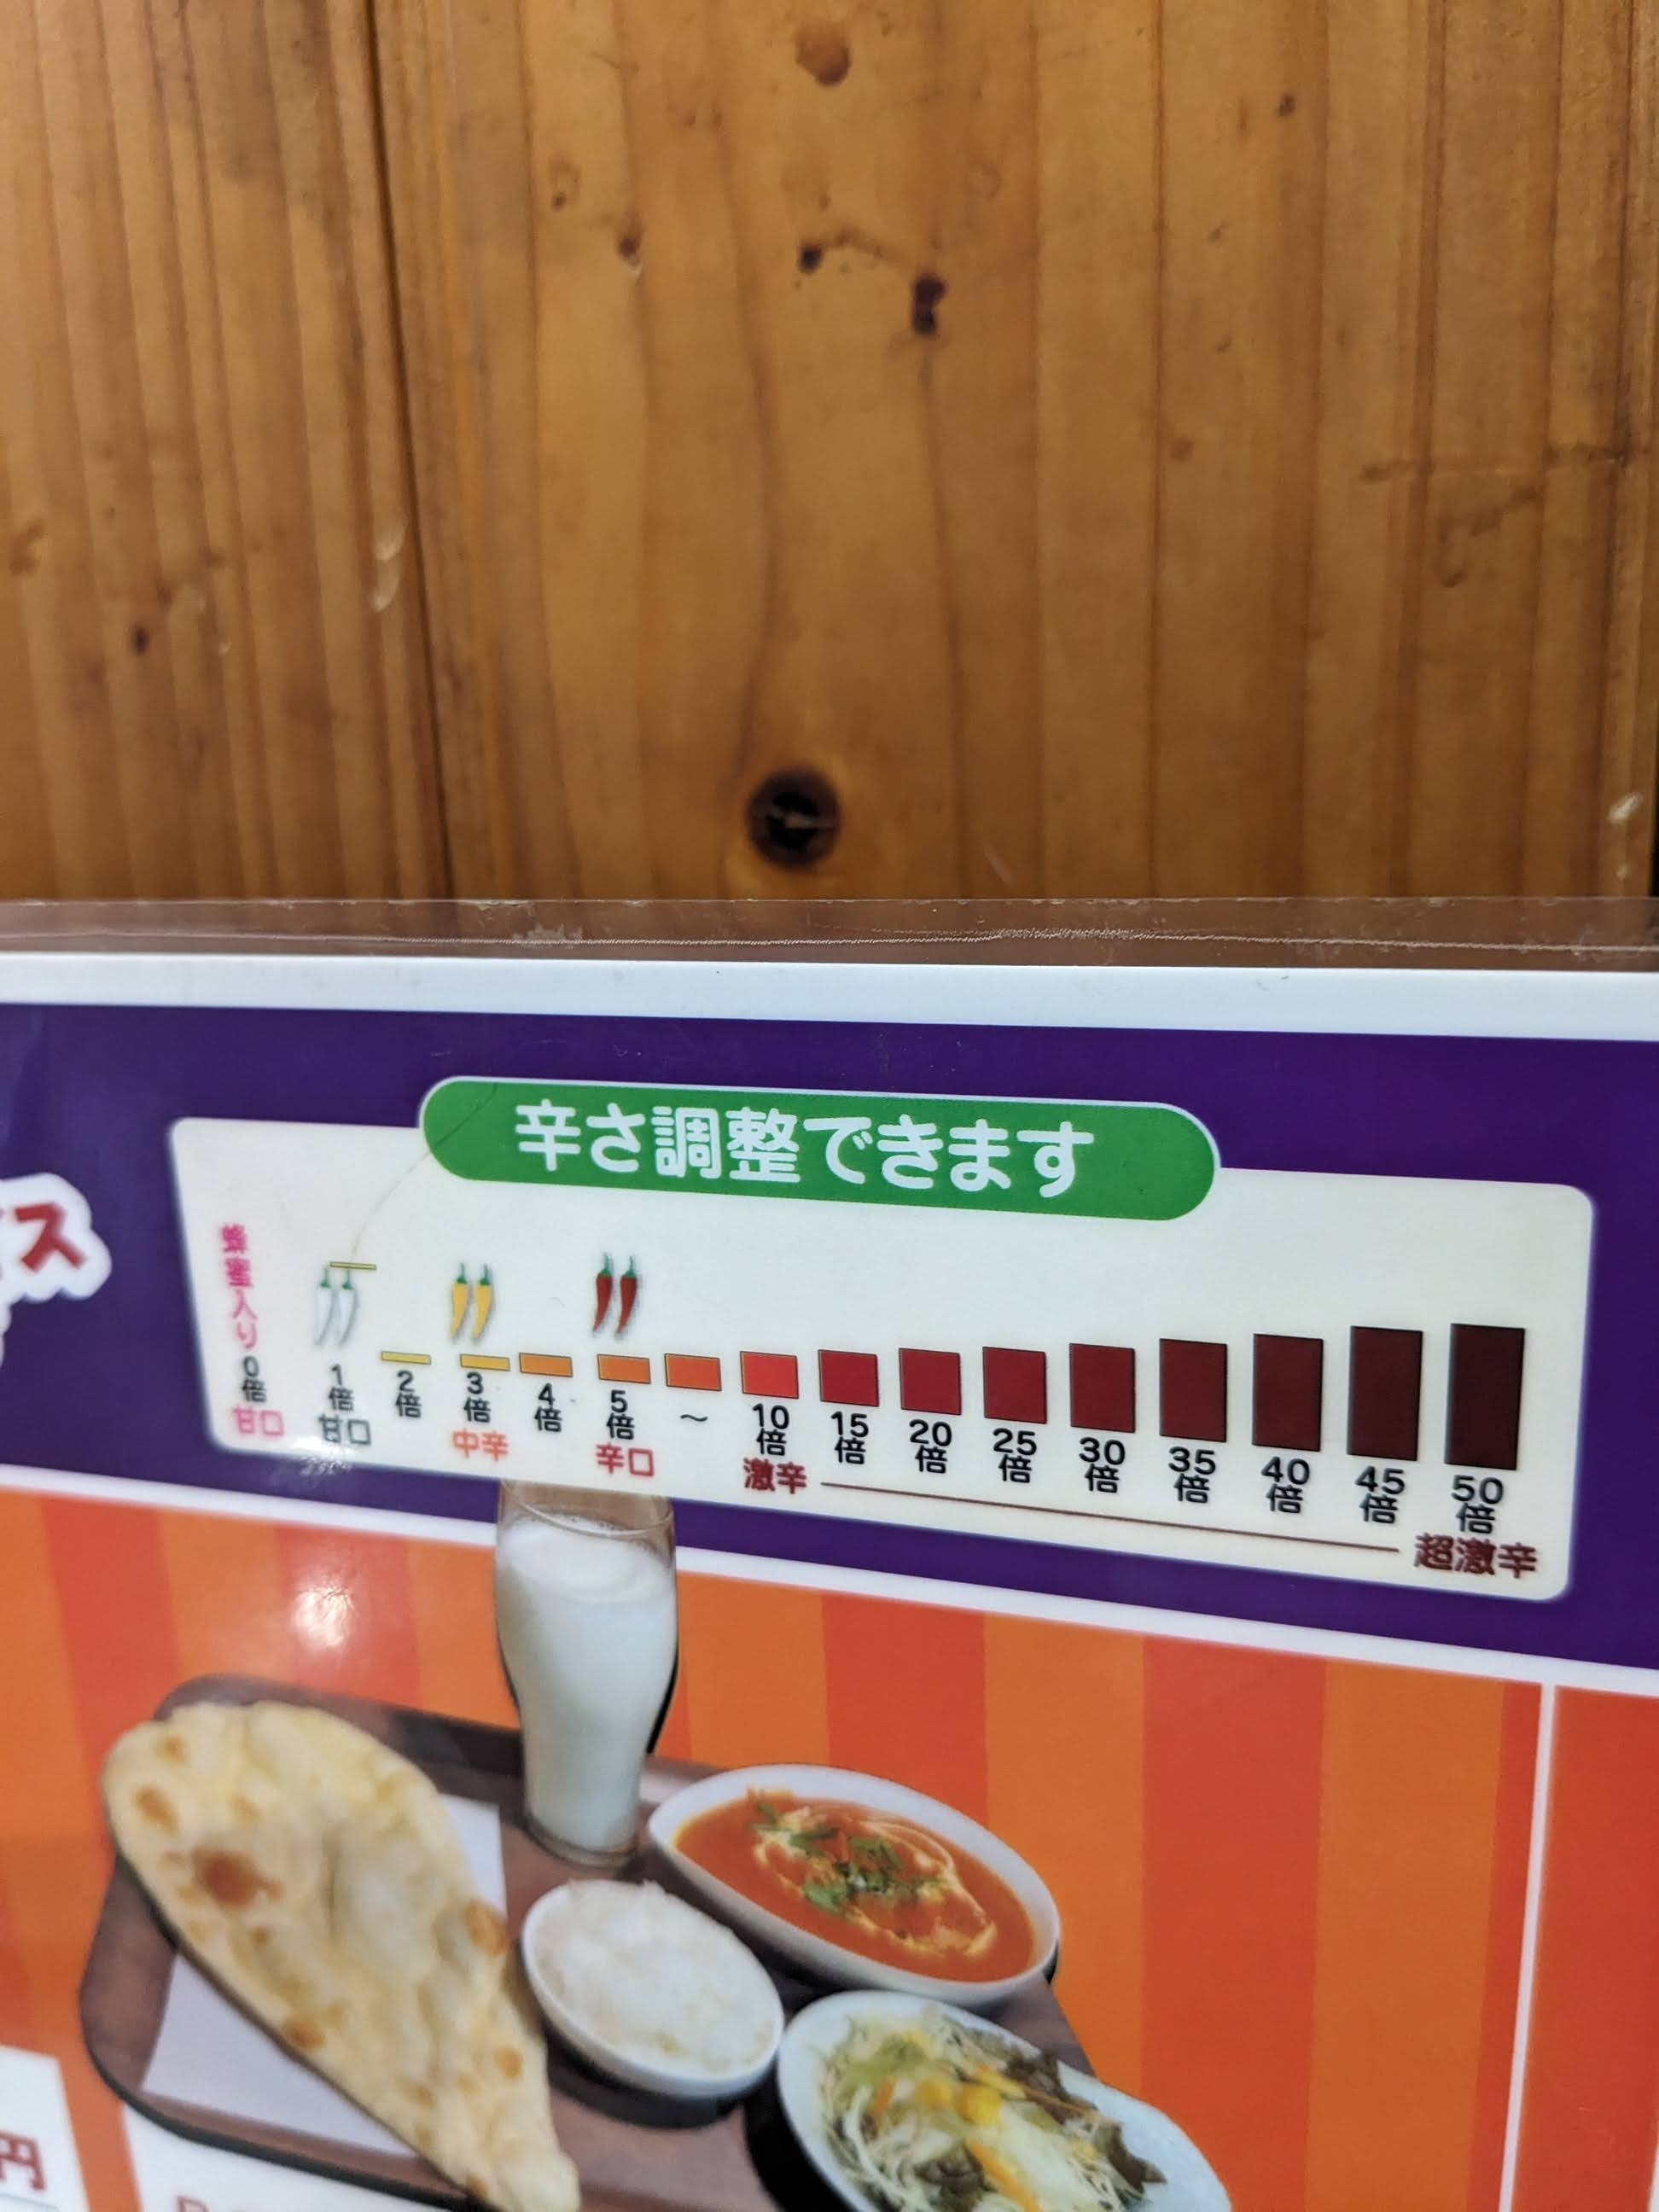 辛さ調整できます
蜂蜜入り
0倍 1倍 2倍 3倍 4倍 5倍 〜 10倍 15倍 20倍 25倍 30倍 35倍 40倍 45倍 50倍
甘口 甘口 中辛 辛口 激辛 超激辛
ス
円